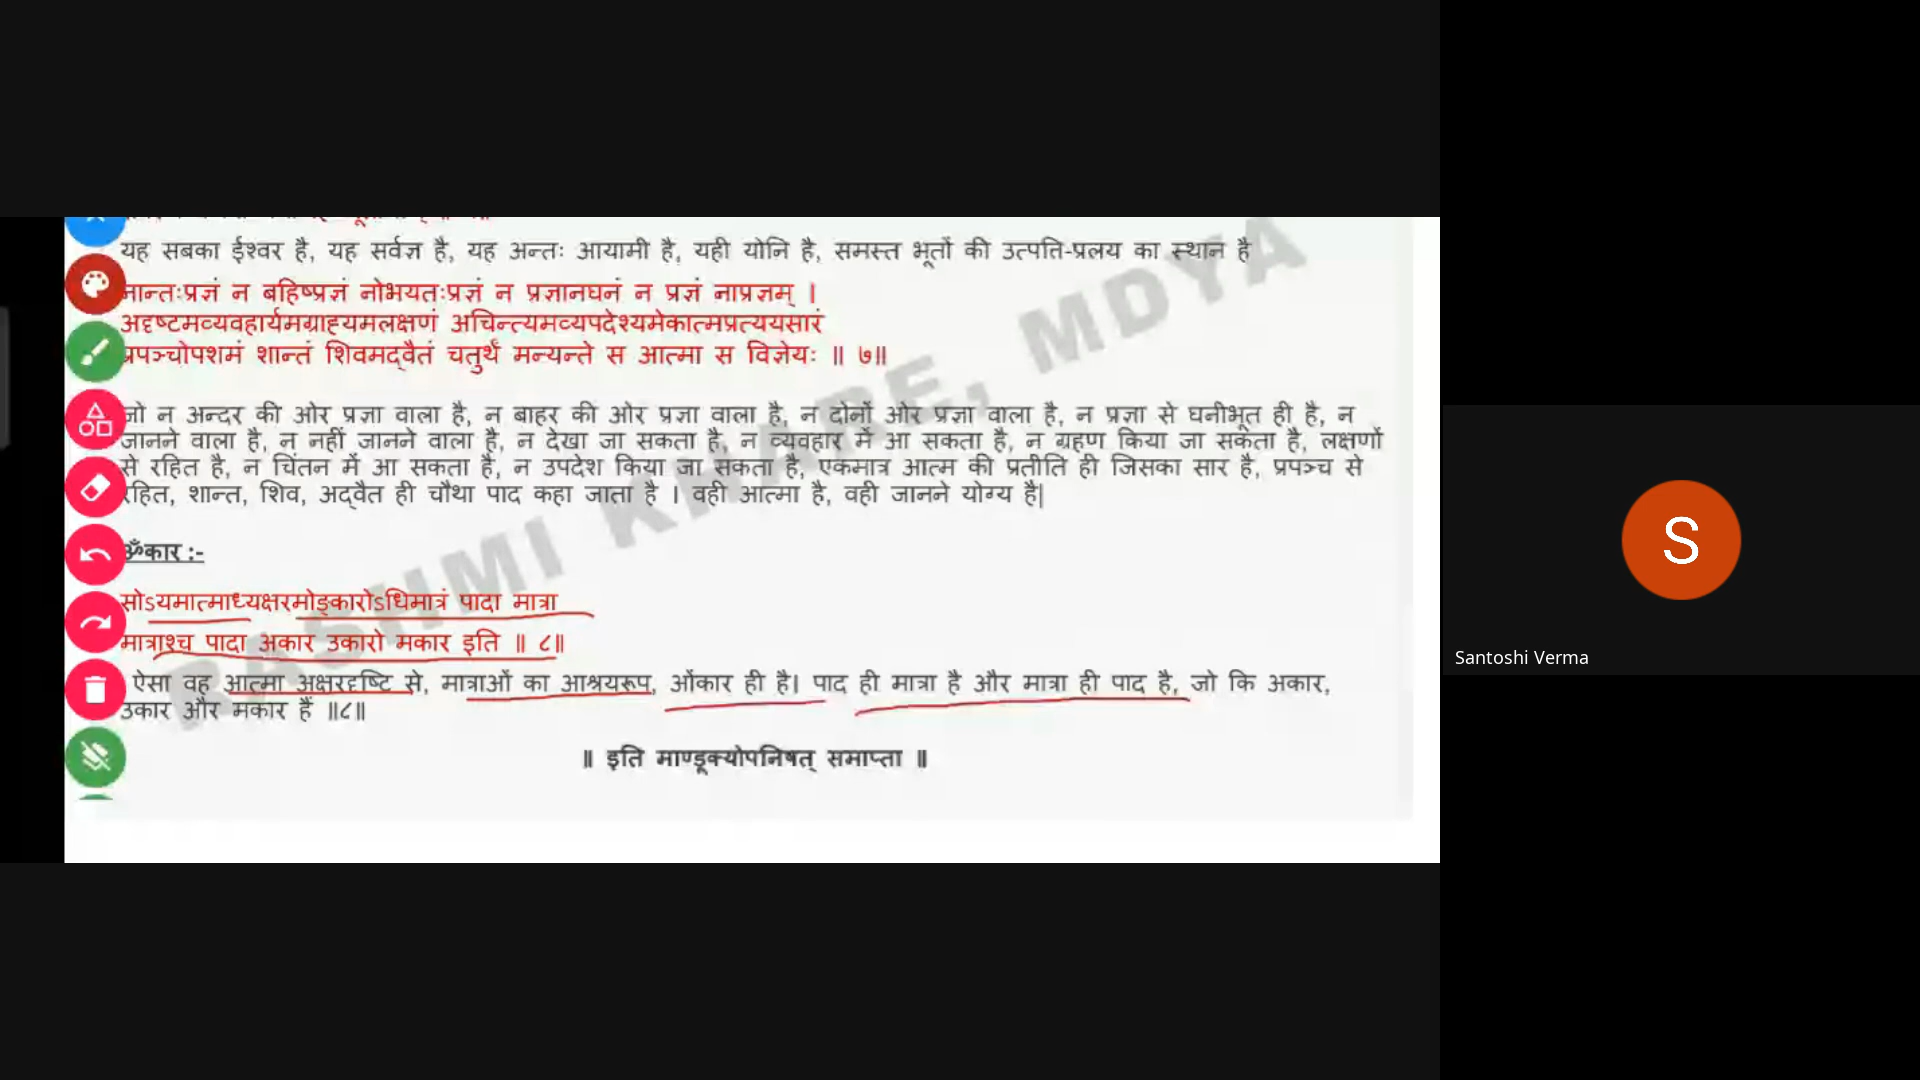 यह सबका ईश्वर है, यह सर्वज्ञ है, यह अन्तः आयामी है, यही योनि है, समस्त भूतों की उत्पति-प्रलय का स्थान है
नान्तःप्रज्ञं न बहिष्प्रज्ञं नोभयतःप्रज्ञं न प्रज्ञानघनं न प्रज्ञं नाप्रज्ञम् ।
अदृष्टमव्यवहार्यमग्राह्यमलक्षणं अचिन्त्यमव्यपदेश्यमेकात्मप्रत्ययसारं
प्रपञ्चोपशमं शान्तं शिवमद्वैतं चतुर्थं मन्यन्ते स आत्मा स विज्ञेयः ॥ ७॥
जो न अन्दर की ओर प्रज्ञा वाला है, न बाहर की ओर प्रज्ञा वाला है, न दोनों ओर प्रज्ञा वाला है, न प्रज्ञा से घनीभूत ही है, न
जानने वाला है, न नहीं जानने वाला है, न देखा जा सकता है, न व्यवहार में आ सकता है, न ग्रहण किया जा सकता है, लक्षणों
से रहित है, न चिंतन में आ सकता है, न उपदेश किया जा सकता है, एकमात्र आत्म की प्रतीति ही जिसका सार है, प्रपञ्च से
रहित, शान्त, शिव, अद्वैत ही चौथा पाद कहा जाता है । वही आत्मा है, वही जानने योग्य है|
ॐकार :-
सोऽयमात्माध्यक्षरमोङ्कारोऽधिमात्रं पादा मात्रा
मात्राश्च पादा अकार उकारो मकार इति ॥ ८॥
ऐसा वह आत्मा अक्षरदृष्टि से, मात्राओं का आश्रयरूप, ओंकार ही है। पाद ही मात्रा है और मात्रा ही पाद है, जो कि अकार,
उकार और मकार हैं ॥८॥
॥ इति माण्डूक्योपनिषत् समाप्ता ॥
RASHMI KHARE, MDYA
S
Santoshi Verma